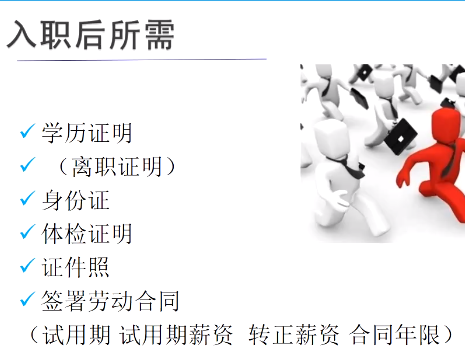 入职后所需
✓ 学历证明
✓ （离职证明）
✓ 身份证
✓ 体检证明
✓ 证件照
✓ 签署劳动合同
（试用期 试用期薪资 转正薪资 合同年限）